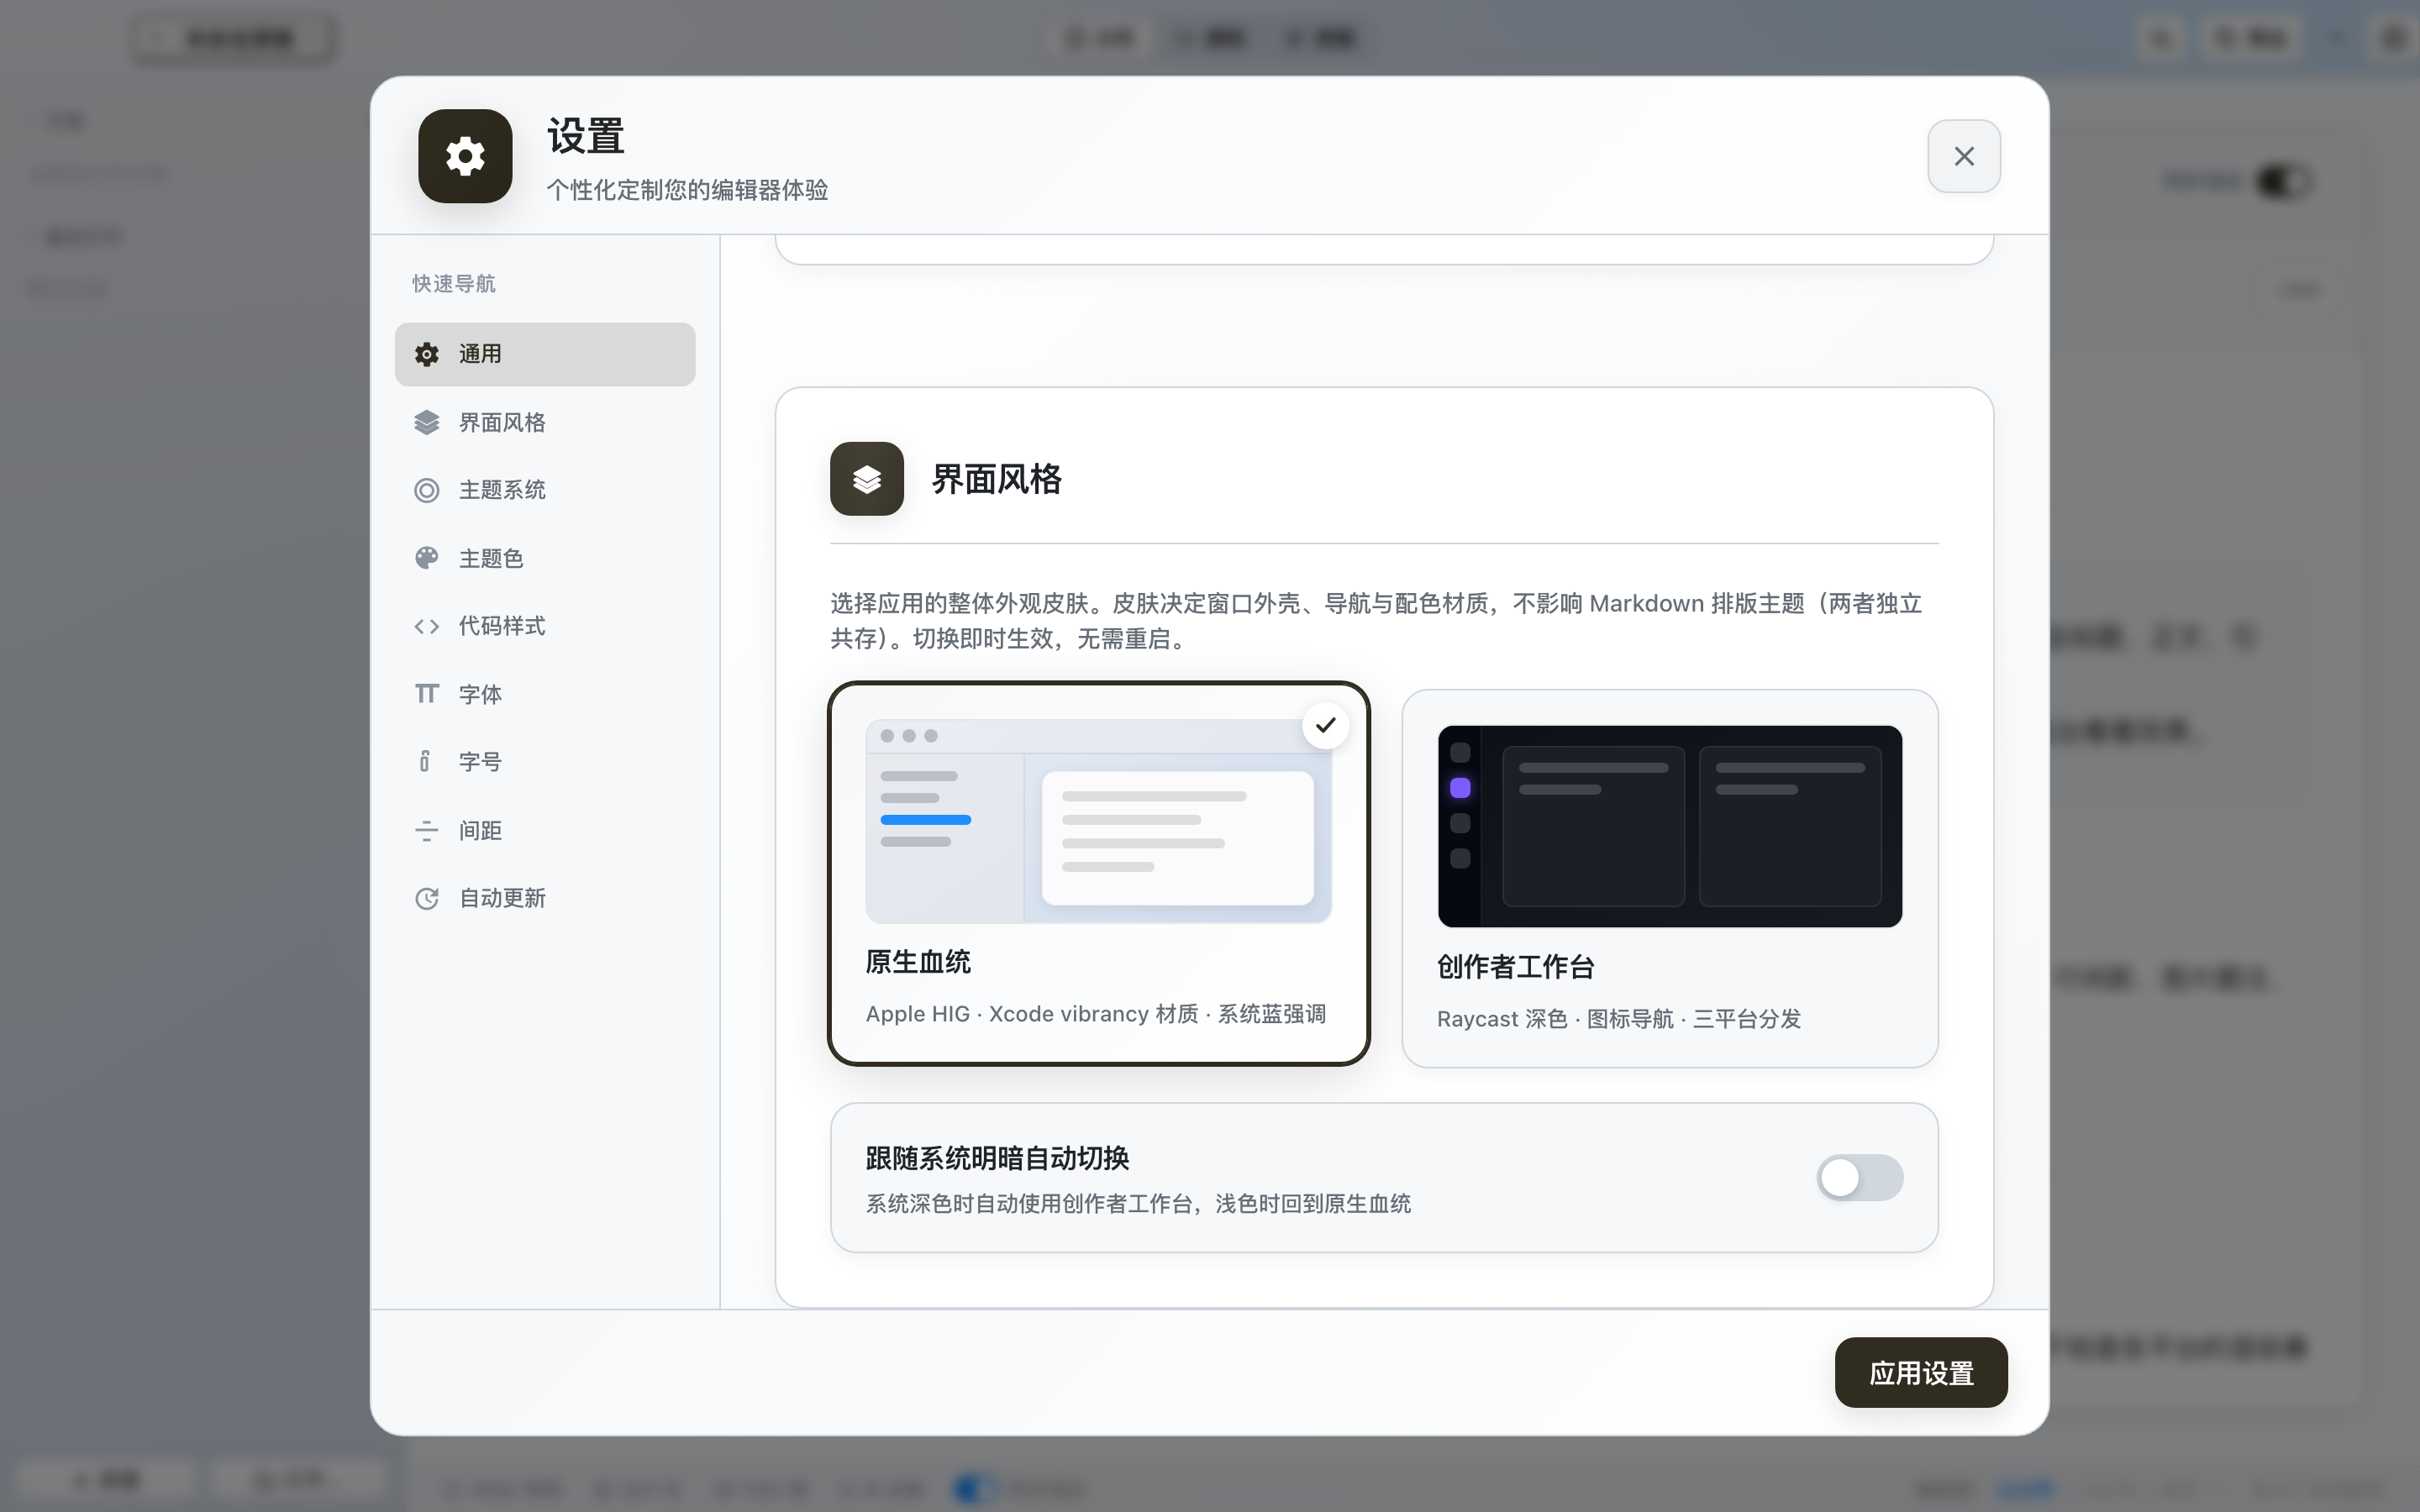 设置
个性化定制您的编辑器体验
快速导航
通用
界面风格
主题系统
主题色
代码样式
字体
字号
间距
自动更新
界面风格
选择应用的整体外观皮肤。皮肤决定窗口外壳、导航与配色材质，不影响 Markdown 排版主题（两者独立
共存）。切换即时生效，无需重启。
原生血统
Apple HIG · Xcode vibrancy 材质 · 系统蓝强调
创作者工作台
Raycast 深色 · 图标导航 · 三平台分发
跟随系统明暗自动切换
系统深色时自动使用创作者工作台，浅色时回到原生血统
应用设置